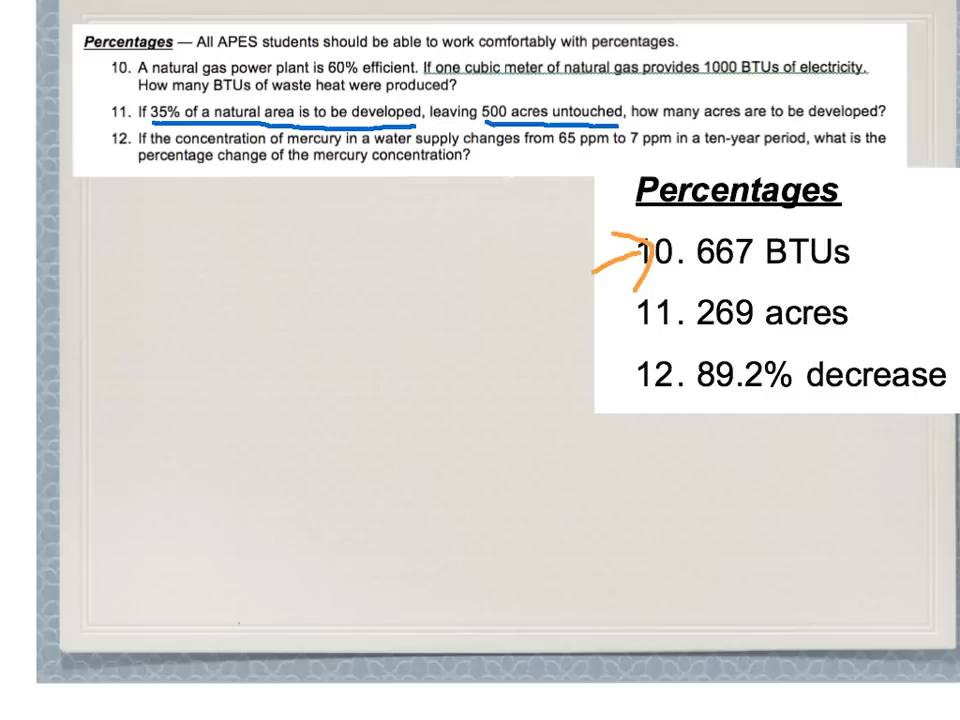 Percentages — All APES students should be able to work comfortably with percentages.
10. A natural gas power plant is 60% efficient. If one cubic meter of natural gas provides 1000 BTUs of electricity.
How many BTUs of waste heat were produced?
11. If 35% of a natural area is to be developed, leaving 500 acres untouched, how many acres are to be developed?
12. If the concentration of mercury in a water supply changes from 65 ppm to 7 ppm in a ten-year period, what is the
percentage change of the mercury concentration?
Percentages
10. 667 BTUs
11. 269 acres
12. 89.2% decrease